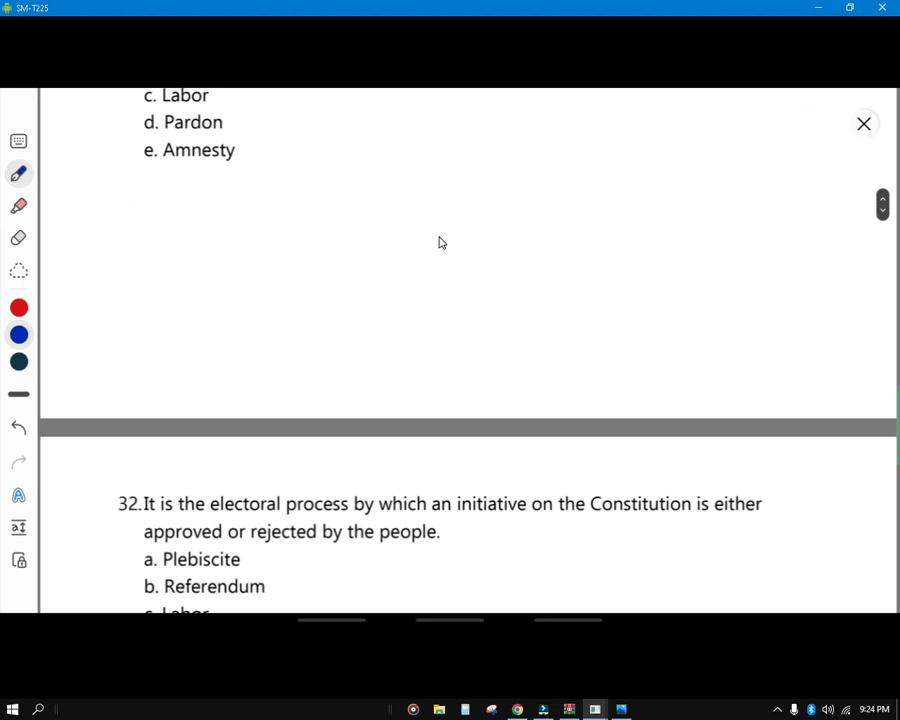 SM-T225
c. Labor
d. Pardon
e. Amnesty
32.It is the electoral process by which an initiative on the Constitution is either
approved or rejected by the people.
a. Plebiscite
b. Referendum
c. Labor
9:24 PM